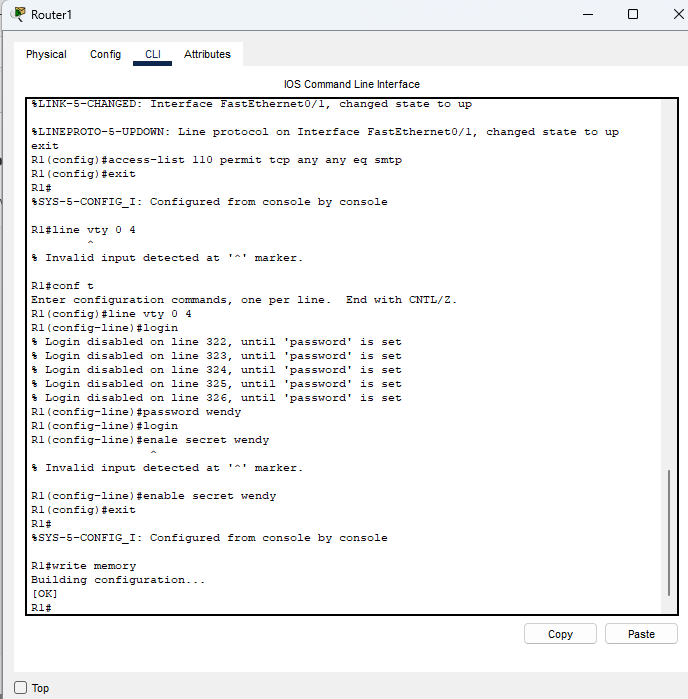 Router1
Physical Config CLI Attributes
IOS Command Line Interface
%LINK-5-CHANGED: Interface FastEthernet0/1, changed state to up
%LINEPROTO-5-UPDOWN: Line protocol on Interface FastEthernet0/1, changed state to up
exit
R1(config)#access-list 110 permit tcp any any eq smtp
R1(config)#exit
R1#
%SYS-5-CONFIG_I: Configured from console by console
R1#line vty 0 4
^
% Invalid input detected at '^' marker.
R1#conf t
Enter configuration commands, one per line.  End with CNTL/Z.
R1(config)#line vty 0 4
R1(config-line)#login
% Login disabled on line 322, until 'password' is set
% Login disabled on line 323, until 'password' is set
% Login disabled on line 324, until 'password' is set
% Login disabled on line 325, until 'password' is set
% Login disabled on line 326, until 'password' is set
R1(config-line)#password wendy
R1(config-line)#login
R1(config-line)#enale secret wendy
^
% Invalid input detected at '^' marker.
R1(config-line)#enable secret wendy
R1(config)#exit
R1#
%SYS-5-CONFIG_I: Configured from console by console
R1#write memory
Building configuration...
[OK]
R1#
Copy Paste
Top